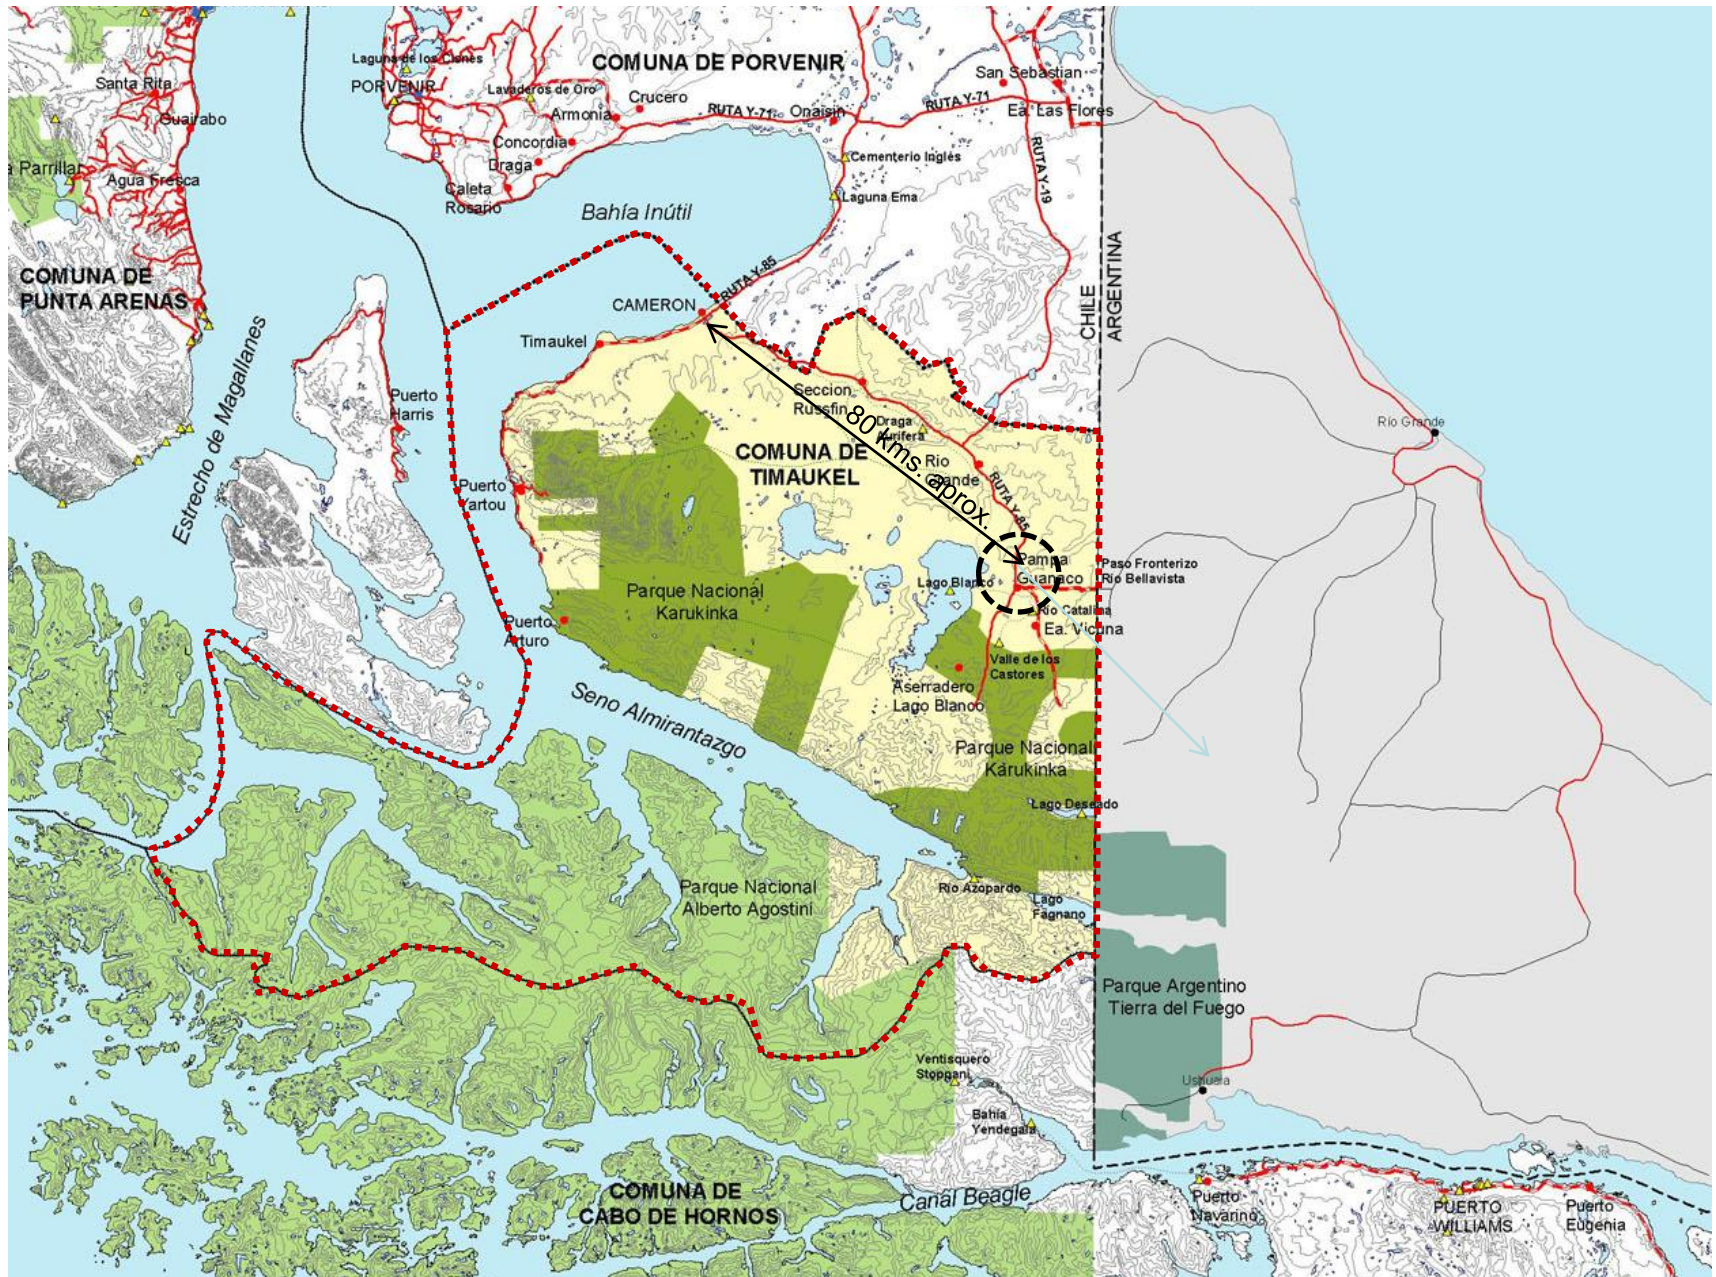 Laguna de los Cisnes
COMUNA DE PORVENIR
San Sebastian
Santa Rita
PORVENIR
Lavaderos de Oro
Crucero
RUTA Y-71
Onaisin
RUTA Y-71
Ea. Las Flores
Guairabo
Armonia
Concordia
Draga
Cementerio Inglés
a Parrillar
Agua Fresca
Caleta
Rosario
Laguna Ema
RUTA Y-19
Bahía Inútil
COMUNA DE
PUNTA ARENAS
RUTA Y-85
CHILE
ARGENTINA
CAMERON
Timaukel
Estrecho de Magallanes
Puerto
Harris
Seccion
Russfin
80 kms. aprox.
Draga
Aurifera
Río Grande
COMUNA DE
TIMAUKEL
Rio
Grande
RUTA Y-85
Puerto
Yartou
Pampa
Guanaco
Paso Fronterizo
Río Bellavista
Lago Blanco
Parque Nacional
Karukinka
Río Catalina
Ea. Vicuna
Puerto
Arturo
Valle de los
Castores
Aserradero
Lago Blanco
Seno Almirantazgo
Parque Nacional
Karukinka
Lago Deseado
Parque Nacional
Alberto Agostini
Río Azopardo
Lago
Fagnano
Parque Argentino
Tierra del Fuego
Ventisquero
Stoppani
Ushuaia
Bahía
Yendegaia
COMUNA DE
CABO DE HORNOS
Canal Beagle
Puerto
Navarino
PUERTO
WILLIAMS
Puerto
Eugenia